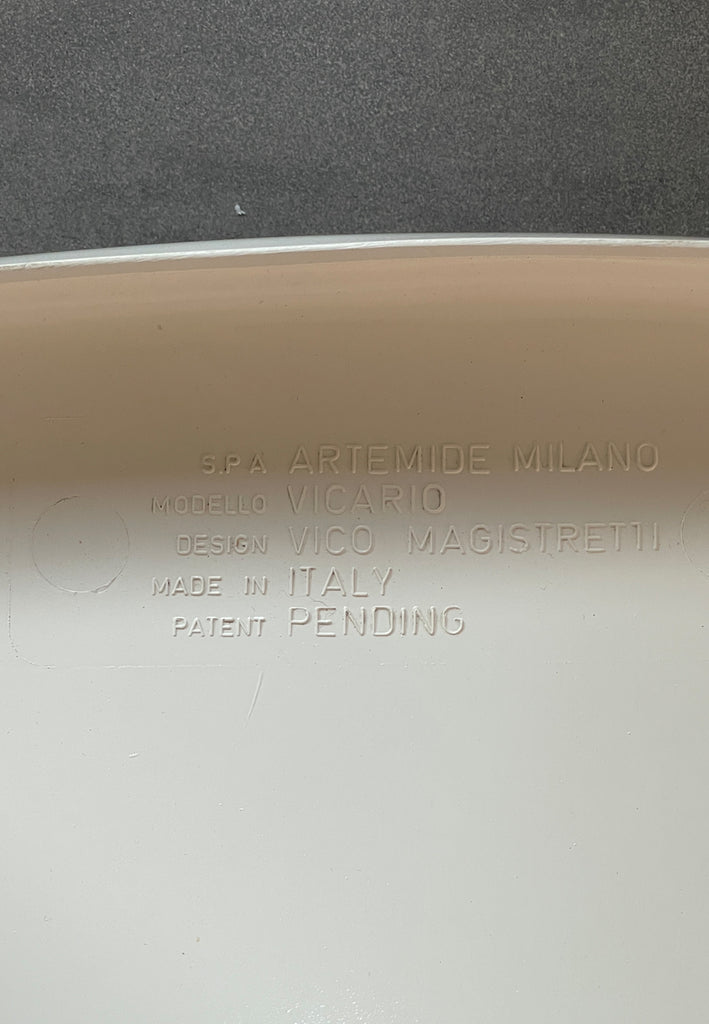 S.P.A ARTEMIDE MILANO
MODELLO VICARIO
DESIGN VICO MAGISTRETTI
MADE IN ITALY
PATENT PENDING